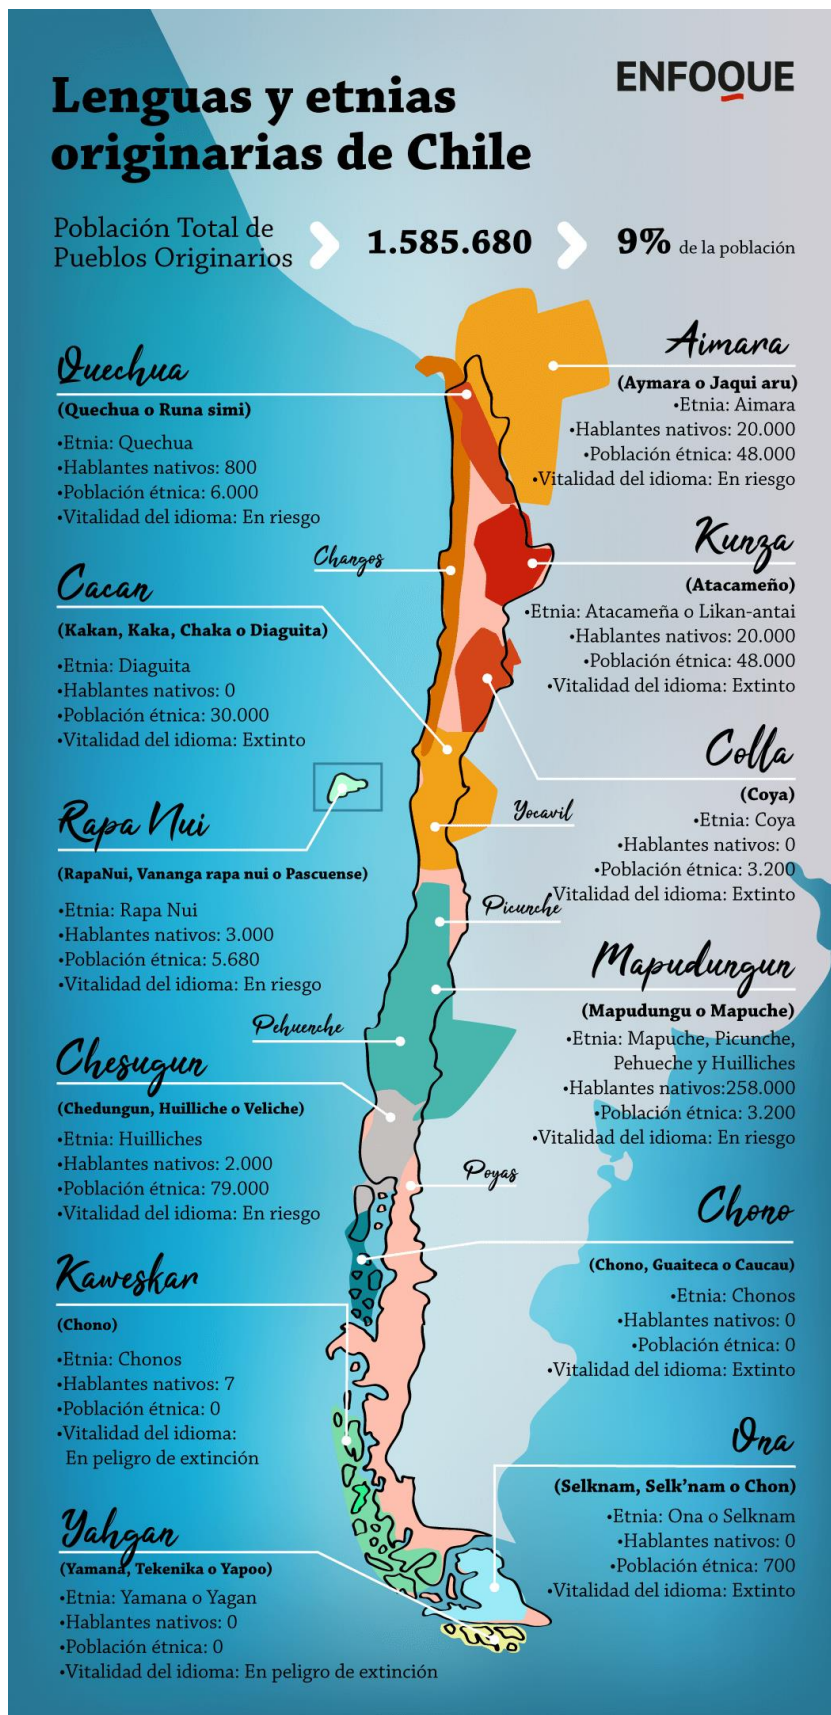 ENFOQUE
Lenguas y etnias
originarias de Chile
Población Total de
Pueblos Originarios
1.585.680
9% de la población
Quechua
(Quechua o Runa simi)
•Etnia: Quechua
•Hablantes nativos: 800
•Población étnica: 6.000
•Vitalidad del idioma: En riesgo
Aimara
(Aymara o Jaqui aru)
•Etnia: Aimara
•Hablantes nativos: 20.000
•Población étnica: 48.000
•Vitalidad del idioma: En riesgo
Changos
Kunza
(Atacameño)
•Etnia: Atacameña o Likan-antai
•Hablantes nativos: 20.000
•Población étnica: 48.000
•Vitalidad del idioma: Extinto
Cacan
(Kakan, Kaka, Chaka o Diaguita)
•Etnia: Diaguita
•Hablantes nativos: 0
•Población étnica: 30.000
•Vitalidad del idioma: Extinto
Colla
(Coya)
•Etnia: Coya
•Hablantes nativos: 0
•Población étnica: 3.200
•Vitalidad del idioma: Extinto
Yocavil
Rapa Nui
(RapaNui, Vananga rapa nui o Pascuense)
•Etnia: Rapa Nui
•Hablantes nativos: 3.000
•Población étnica: 5.680
•Vitalidad del idioma: En riesgo
Picunche
Mapudungun
(Mapudungu o Mapuche)
•Etnia: Mapuche, Picunche,
Pehueche y Huilliches
•Hablantes nativos:258.000
•Población étnica: 3.200
•Vitalidad del idioma: En riesgo
Pehuenche
Chesugun
(Chedungun, Huilliche o Veliche)
•Etnia: Huilliches
•Hablantes nativos: 2.000
•Población étnica: 79.000
•Vitalidad del idioma: En riesgo
Poyas
Chono
(Chono, Guaiteca o Caucau)
•Etnia: Chonos
•Hablantes nativos: 0
•Población étnica: 0
•Vitalidad del idioma: Extinto
Kaweskar
(Chono)
•Etnia: Chonos
•Hablantes nativos: 7
•Población étnica: 0
•Vitalidad del idioma:
En peligro de extinción
Ona
(Selknam, Selk'nam o Chon)
•Etnia: Ona o Selknam
•Hablantes nativos: 0
•Población étnica: 700
•Vitalidad del idioma: Extinto
Yahgan
(Yamana, Tekenika o Yapoo)
•Etnia: Yamana o Yagan
•Hablantes nativos: 0
•Población étnica: 0
•Vitalidad del idioma: En peligro de extinción